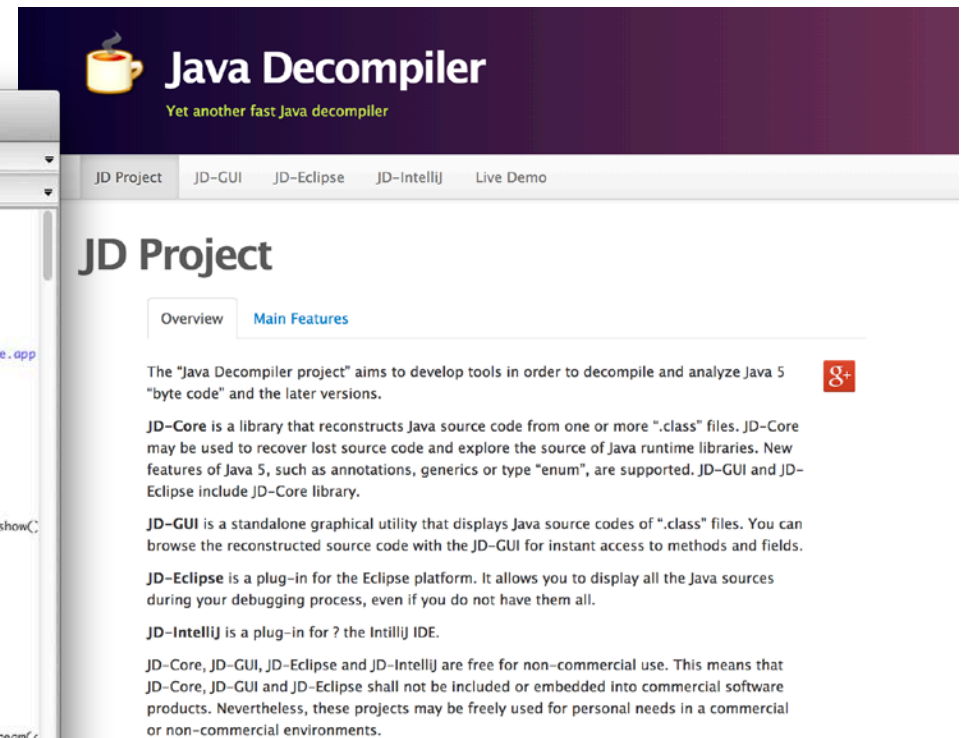 Java Decompiler
Yet another fast Java decompiler
JD Project
JD-GUI
JD-Eclipse
JD-IntelliJ
Live Demo
JD Project
Overview
Main Features
e.app
show()
The “Java Decompiler project” aims to develop tools in order to decompile and analyze Java 5
“byte code” and the later versions.
g+
JD-Core is a library that reconstructs Java source code from one or more “.class” files. JD-Core
may be used to recover lost source code and explore the source of Java runtime libraries. New
features of Java 5, such as annotations, generics or type “enum”, are supported. JD-GUI and JD-
Eclipse include JD-Core library.
JD-GUI is a standalone graphical utility that displays Java source codes of “.class” files. You can
browse the reconstructed source code with the JD-GUI for instant access to methods and fields.
JD-Eclipse is a plug-in for the Eclipse platform. It allows you to display all the Java sources
during your debugging process, even if you do not have them all.
JD-IntelliJ is a plug-in for ? the IntilliJ IDE.
JD-Core, JD-GUI, JD-Eclipse and JD-IntelliJ are free for non-commercial use. This means that
JD-Core, JD-GUI and JD-Eclipse shall not be included or embedded into commercial software
products. Nevertheless, these projects may be freely used for personal needs in a commercial
or non-commercial environments.